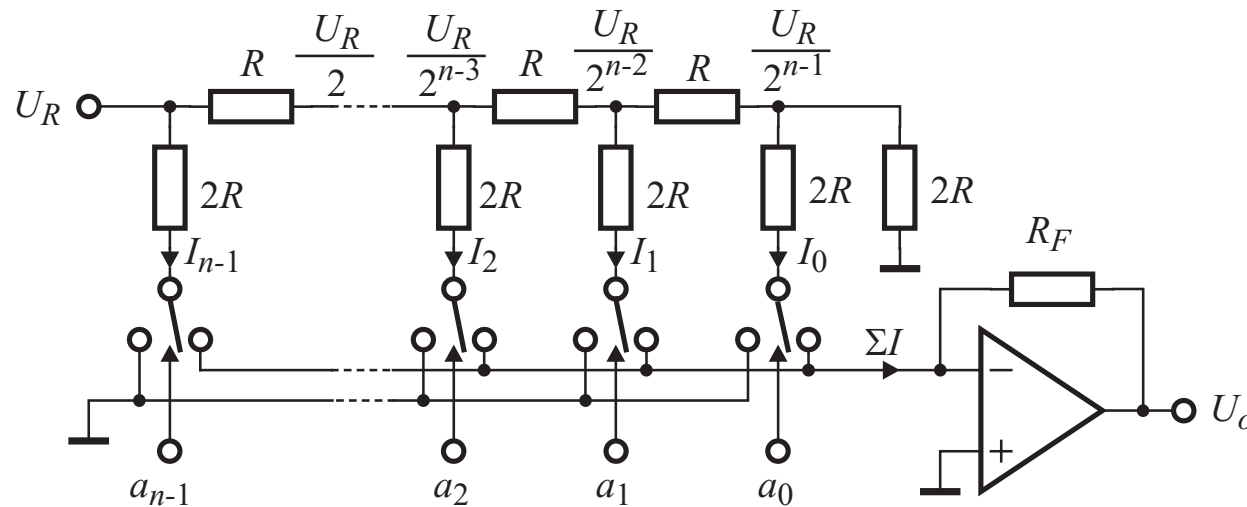 U_R R U_R/2 U_R/2^{n-3} R U_R/2^{n-2} R U_R/2^{n-1}
2R 2R 2R 2R 2R
I_{n-1} I_2 I_1 I_0 R_F
ΣI − + U_o
a_{n-1} a_2 a_1 a_0